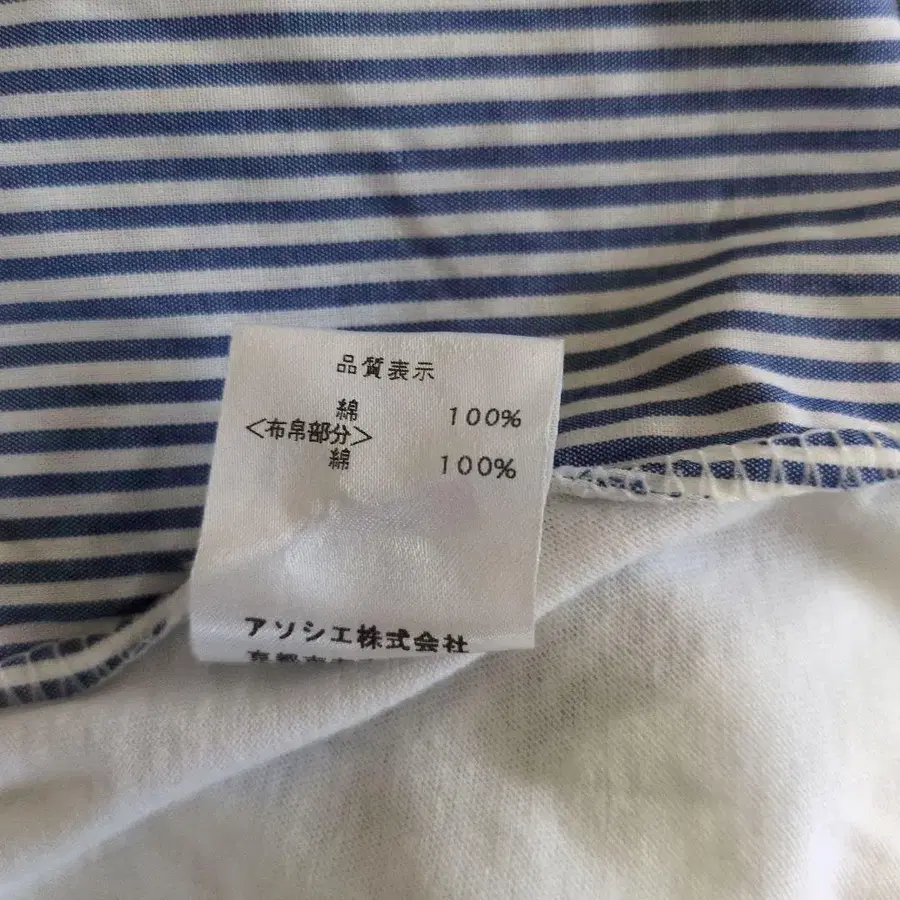 品質表示
綿 100%
<布帛部分>
綿 100%
アソシエ株式会社